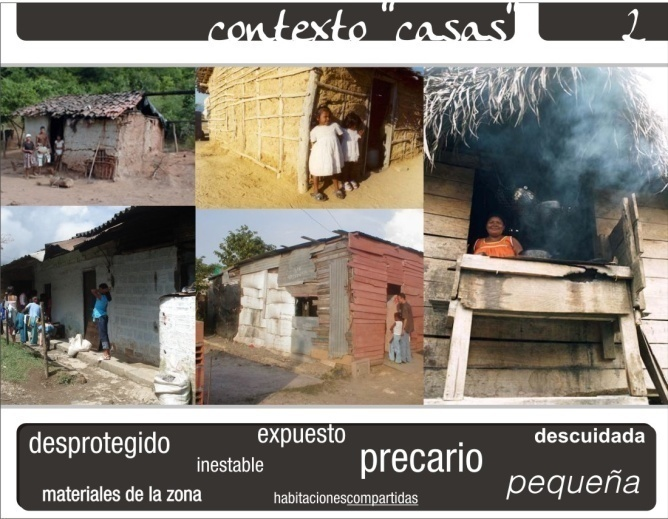 contexto "casas"
2
desprotegido
expuesto
descuidada
inestable
precario
pequeña
materiales de la zona
habitacionescompartidas